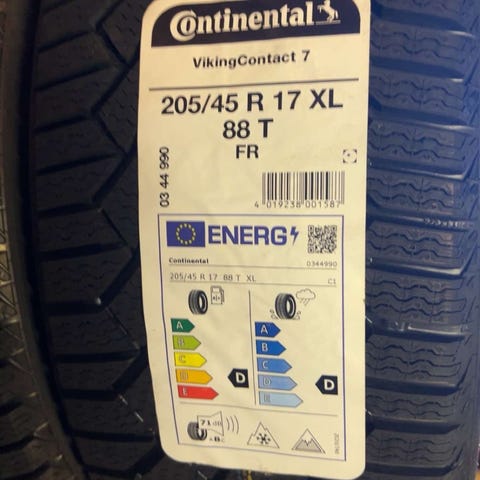 Continental
VikingContact 7
205/45 R 17 XL
88 T
FR
03 44 990
4 019238 001587
ENERG
Continental
0344990
205/45 R 17 88 T XL
C1
A
B
C
D
E
D
A
B
C
D
E
D
71 dB
B